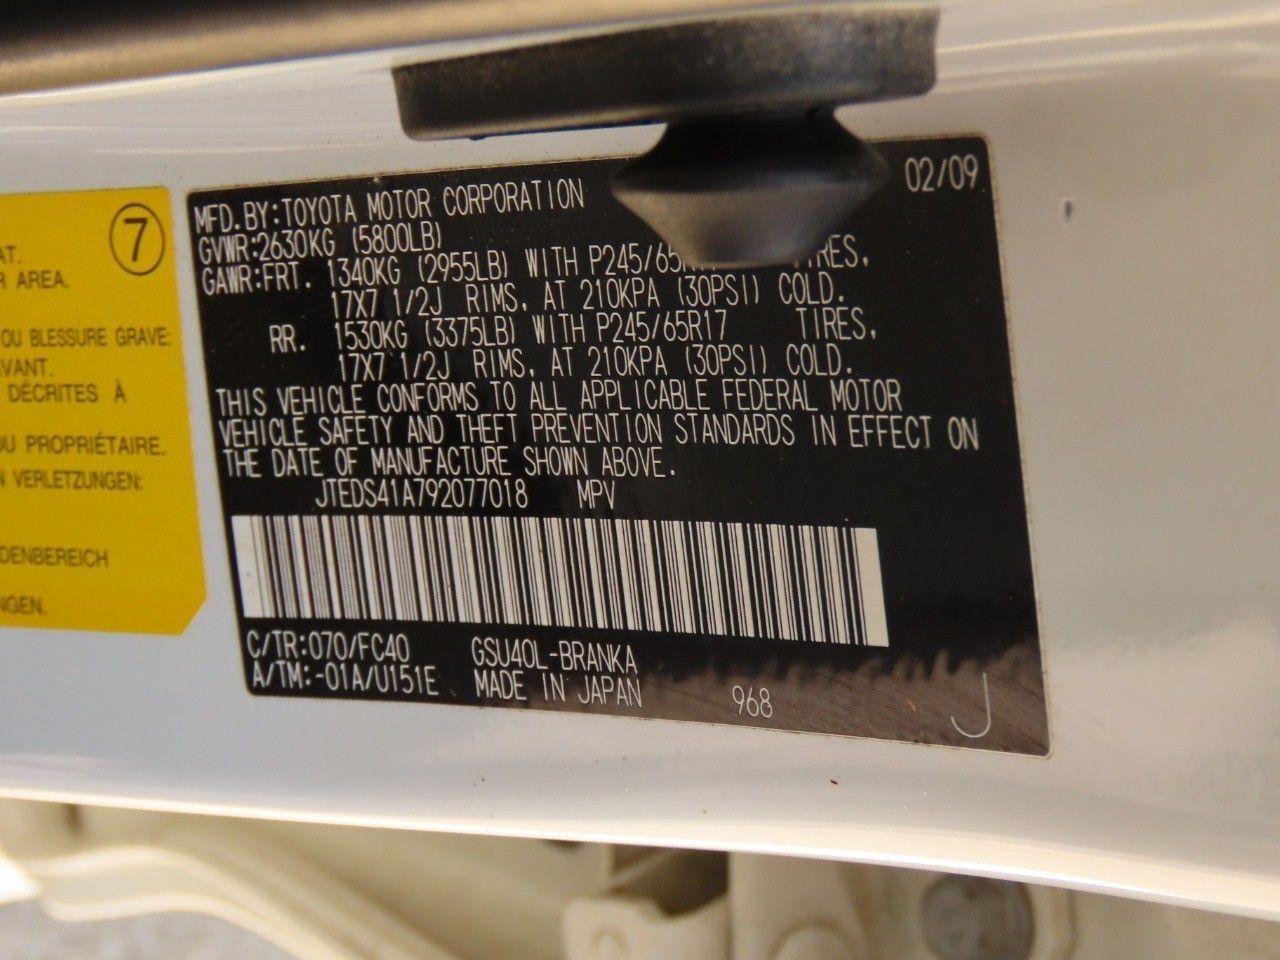 7
AT.
R AREA.
OU BLESSURE GRAVE:
AVANT.
DÉCRITES À
DU PROPRIÉTAIRE.
N VERLETZUNGEN:
DENBEREICH
NGEN.
02/09
MFD.BY:TOYOTA MOTOR CORPORATION
GVWR:2630KG (5800LB)
GAWR:FRT. 1340KG (2955LB) WITH P245/65R17 TIRES,
17X7 1/2J RIMS, AT 210KPA (30PSI) COLD.
RR. 1530KG (3375LB) WITH P245/65R17 TIRES,
17X7 1/2J RIMS, AT 210KPA (30PSI) COLD.
THIS VEHICLE CONFORMS TO ALL APPLICABLE FEDERAL MOTOR
VEHICLE SAFETY AND THEFT PREVENTION STANDARDS IN EFFECT ON
THE DATE OF MANUFACTURE SHOWN ABOVE.
JTEDS41A792077018 MPV
C/TR:070/FC40 GSU40L-BRANKA
A/TM:-01A/U151E MADE IN JAPAN 968 J